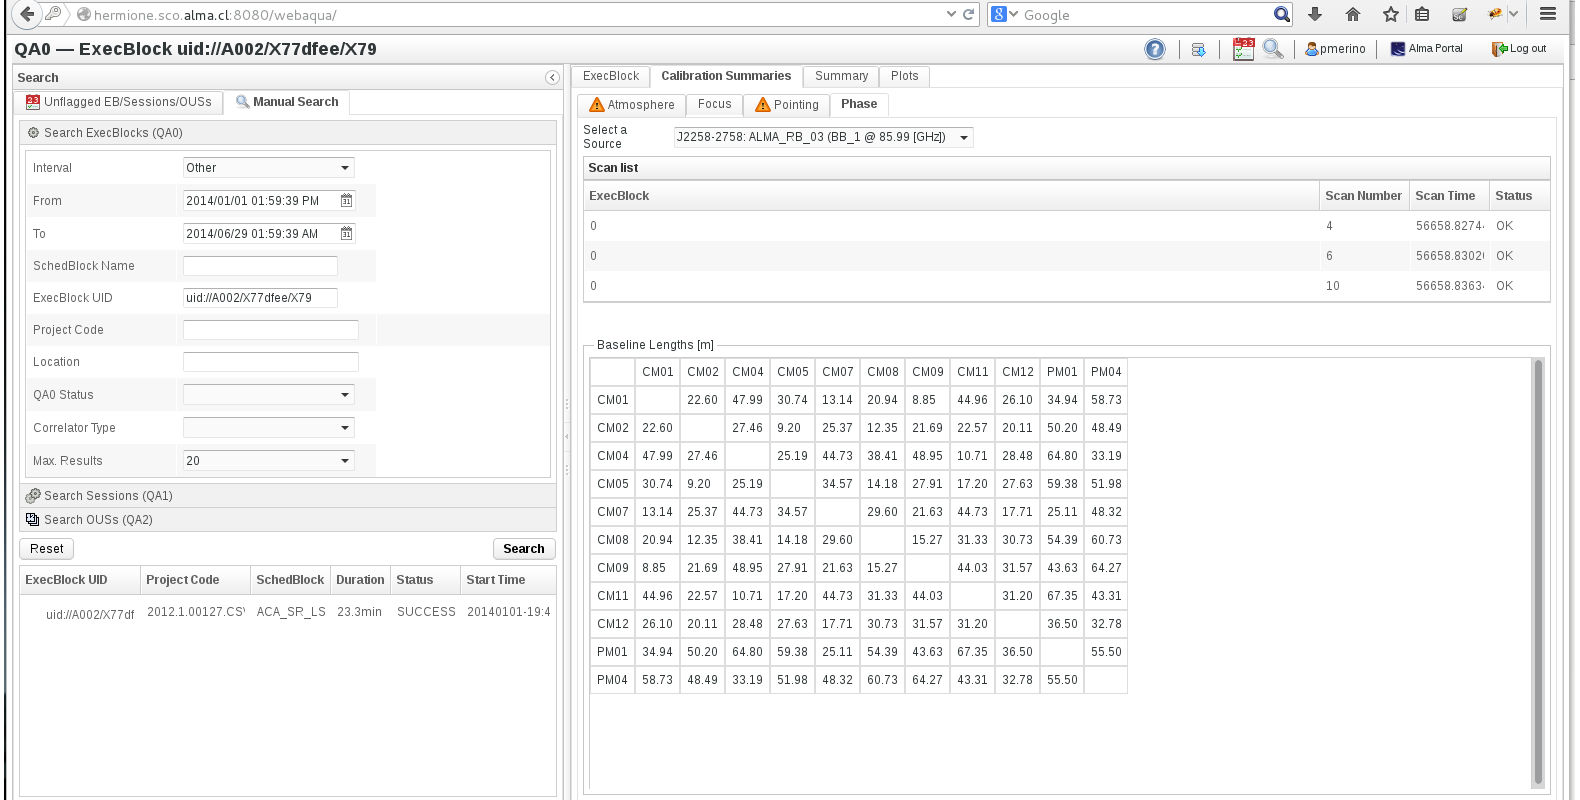 hermione.sco.alma.cl:8080/webaqua/
Google
QA0 — ExecBlock uid://A002/X77dfee/X79
pmerino
Alma Portal
Log out
Search
Unflagged EB/Sessions/OUSs
Manual Search
Search ExecBlocks (QA0)
Interval
Other
From
2014/01/01 01:59:39 PM
To
2014/06/29 01:59:39 AM
SchedBlock Name
ExecBlock UID
uid://A002/X77dfee/X79
Project Code
Location
QA0 Status
Correlator Type
Max. Results
20
Search Sessions (QA1)
Search OUSs (QA2)
Reset
Search
ExecBlock UID Project Code SchedBlock Duration Status Start Time
uid://A002/X77df 2012.1.00127.CS ACA_SR_LS 23.3min SUCCESS 20140101-19:4
ExecBlock
Calibration Summaries
Summary
Plots
Atmosphere
Focus
Pointing
Phase
Select a
Source
J2258-2758: ALMA_RB_03 (BB_1 @ 85.99 [GHz])
Scan list
ExecBlock Scan Number Scan Time Status
0 4 56658.8274 OK
0 6 56658.8302 OK
0 10 56658.8363 OK
Baseline Lengths [m]
CM01 CM02 CM04 CM05 CM07 CM08 CM09 CM11 CM12 PM01 PM04
CM01 22.60 47.99 30.74 13.14 20.94 8.85 44.96 26.10 34.94 58.73
CM02 22.60 27.46 9.20 25.37 12.35 21.69 22.57 20.11 50.20 48.49
CM04 47.99 27.46 25.19 44.73 38.41 48.95 10.71 28.48 64.80 33.19
CM05 30.74 9.20 25.19 34.57 14.18 27.91 17.20 27.63 59.38 51.98
CM07 13.14 25.37 44.73 34.57 29.60 21.63 44.73 17.71 25.11 48.32
CM08 20.94 12.35 38.41 14.18 29.60 15.27 31.33 30.73 54.39 60.73
CM09 8.85 21.69 48.95 27.91 21.63 15.27 44.03 31.57 43.63 64.27
CM11 44.96 22.57 10.71 17.20 44.73 31.33 44.03 31.20 67.35 43.31
CM12 26.10 20.11 28.48 27.63 17.71 30.73 31.57 31.20 36.50 32.78
PM01 34.94 50.20 64.80 59.38 25.11 54.39 43.63 67.35 36.50 55.50
PM04 58.73 48.49 33.19 51.98 48.32 60.73 64.27 43.31 32.78 55.50